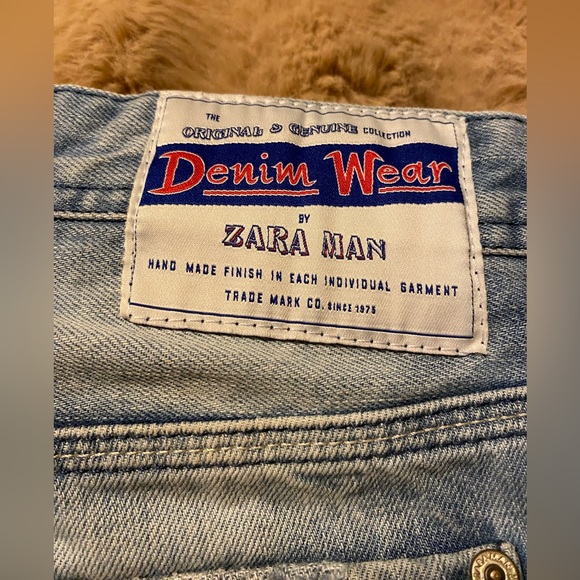 THE
ORIGINAL & GENUINE COLLECTION
Denim Wear
BY
ZARA MAN
HAND MADE FINISH IN EACH INDIVIDUAL GARMENT
TRADE MARK CO. SINCE 1975